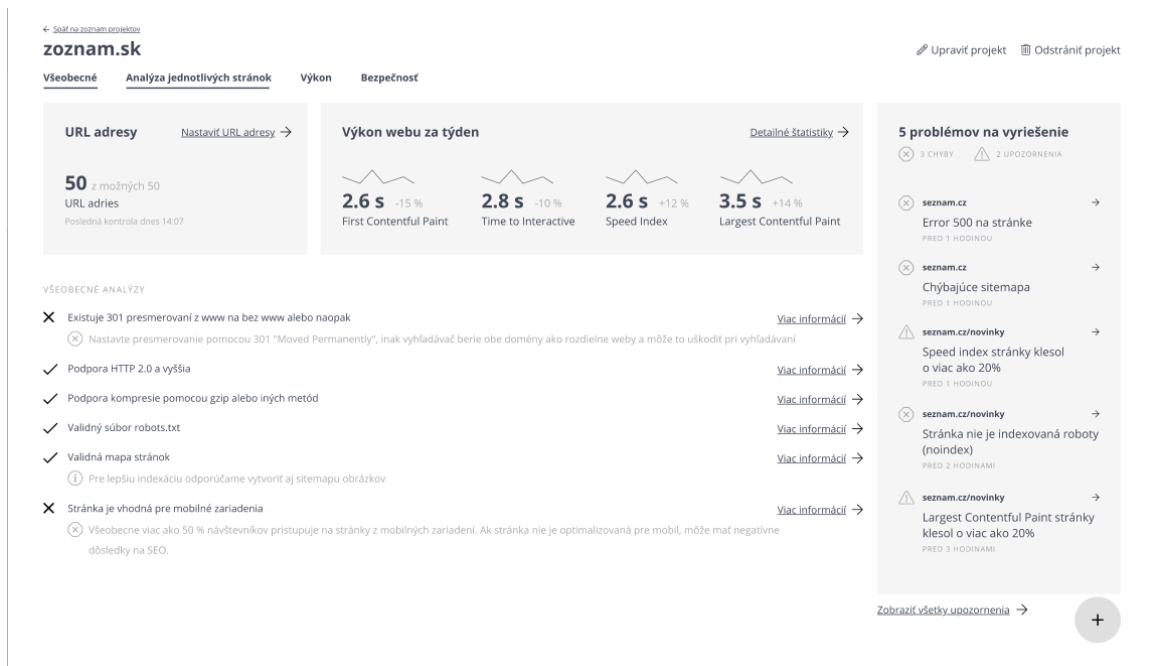 ← Späť na zoznam projektov
zoznam.sk
Upraviť projekt Odstrániť projekt
Všeobecné Analýza jednotlivých stránok Výkon Bezpečnosť
URL adresy Nastaviť URL adresy →
50 z možných 50
URL adries
Posledná kontrola dnes 14:07
Výkon webu za týden Detailné štatistiky →
2.6 s -15 %
First Contentful Paint
2.8 s -10 %
Time to Interactive
2.6 s +12 %
Speed Index
3.5 s +14 %
Largest Contentful Paint
VŠEOBECNÉ ANALÝZY
Existuje 301 presmerovaní z www na bez www alebo naopak Viac informácií →
Nastavte presmerovanie pomocou 301 "Moved Permanently", inak vyhľadávač berie obe domény ako rozdielne weby a môže to uškodiť pri vyhľadávaní
Podpora HTTP 2.0 a vyššia Viac informácií →
Podpora kompresie pomocou gzip alebo iných metód Viac informácií →
Validný súbor robots.txt Viac informácií →
Validná mapa stránok Viac informácií →
Pre lepšiu indexáciu odporúčame vytvoriť aj sitemapu obrázkov
Stránka je vhodná pre mobilné zariadenia Viac informácií →
Všeobecne viac ako 50 % návštevníkov pristupuje na stránky z mobilných zariadení. Ak stránka nie je optimalizovaná pre mobil, môže mať negatívne
dôsledky na SEO.
5 problémov na vyriešenie
3 CHYBY 2 UPOZORNENIA
seznam.cz →
Error 500 na stránke
PRED 1 HODINOU
seznam.cz →
Chýbajúce sitemapa
PRED 1 HODINOU
seznam.cz/novinky →
Speed index stránky klesol
o viac ako 20%
PRED 1 HODINOU
seznam.cz/novinky →
Stránka nie je indexovaná roboty
(noindex)
PRED 2 HODINAMI
seznam.cz/novinky →
Largest Contentful Paint stránky
klesol o viac ako 20%
PRED 3 HODINAMI
Zobraziť všetky upozornenia →
+